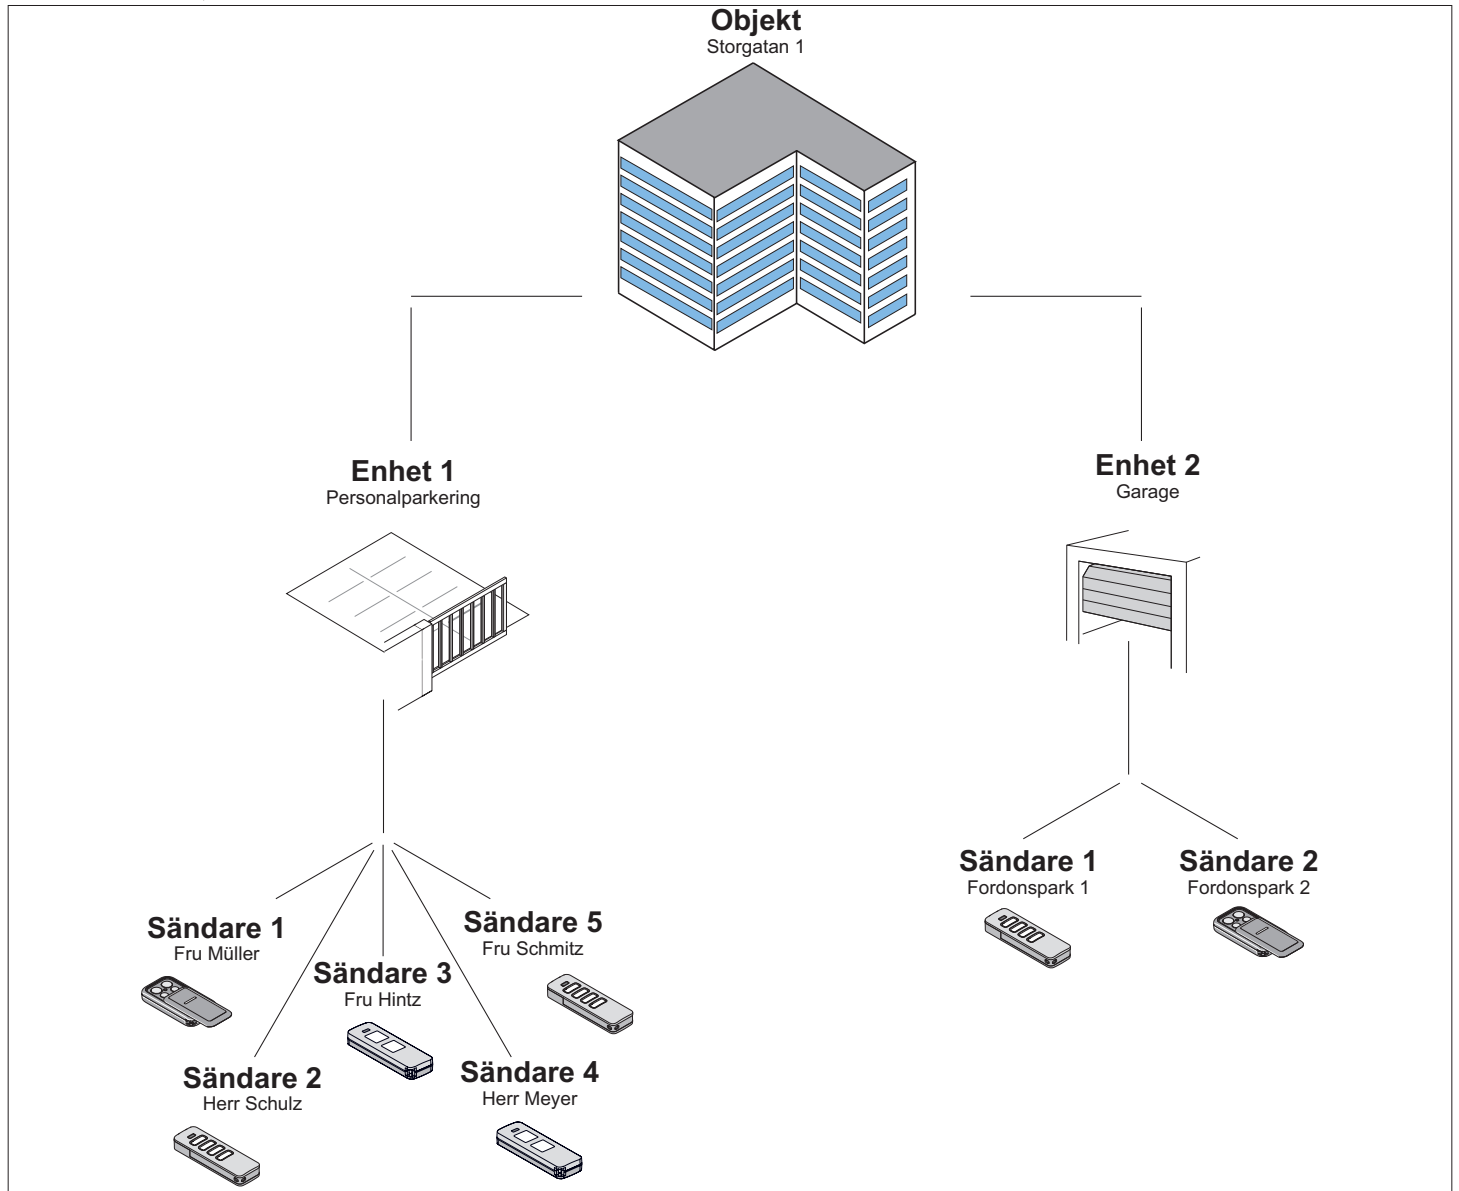 Objekt
Storgatan 1
Enhet 1
Personalparkering
Enhet 2
Garage
Sändare 1
Fru Müller
Sändare 2
Herr Schulz
Sändare 3
Fru Hintz
Sändare 4
Herr Meyer
Sändare 5
Fru Schmitz
Sändare 1
Fordonspark 1
Sändare 2
Fordonspark 2